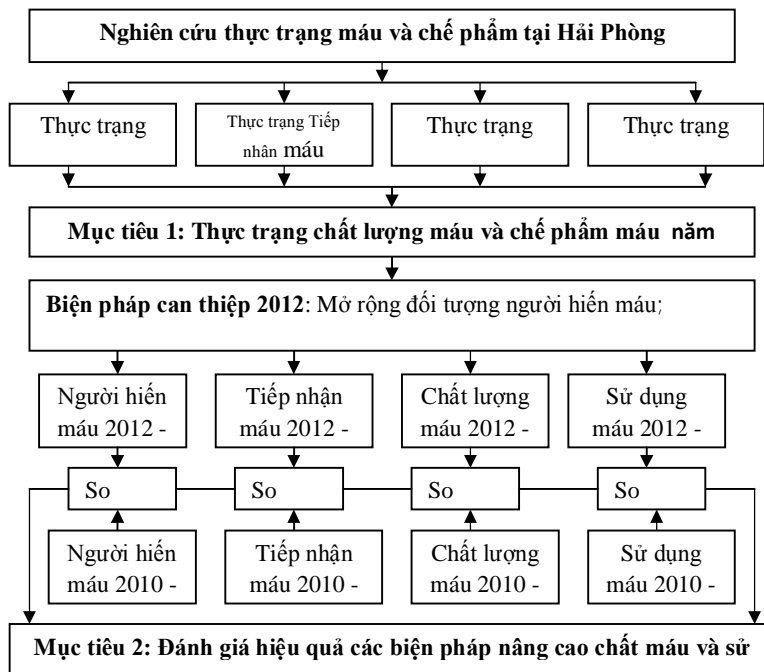 Nghiên cứu thực trạng máu và chế phẩm tại Hải Phòng
Thực trạng
Thực trạng Tiếp
nhân máu
Thực trạng
Thực trạng
Mục tiêu 1: Thực trạng chất lượng máu và chế phẩm máu năm
Biện pháp can thiệp 2012: Mở rộng đối tượng người hiến máu;
Người hiến
máu 2012 -
Tiếp nhận
máu 2012 -
Chất lượng
máu 2012 -
Sử dụng
máu 2012 -
So
So
So
So
Người hiến
máu 2010 -
Tiếp nhận
máu 2010 -
Chất lượng
máu 2010 -
Sử dụng
máu 2010 -
Mục tiêu 2: Đánh giá hiệu quả các biện pháp nâng cao chất máu và sử